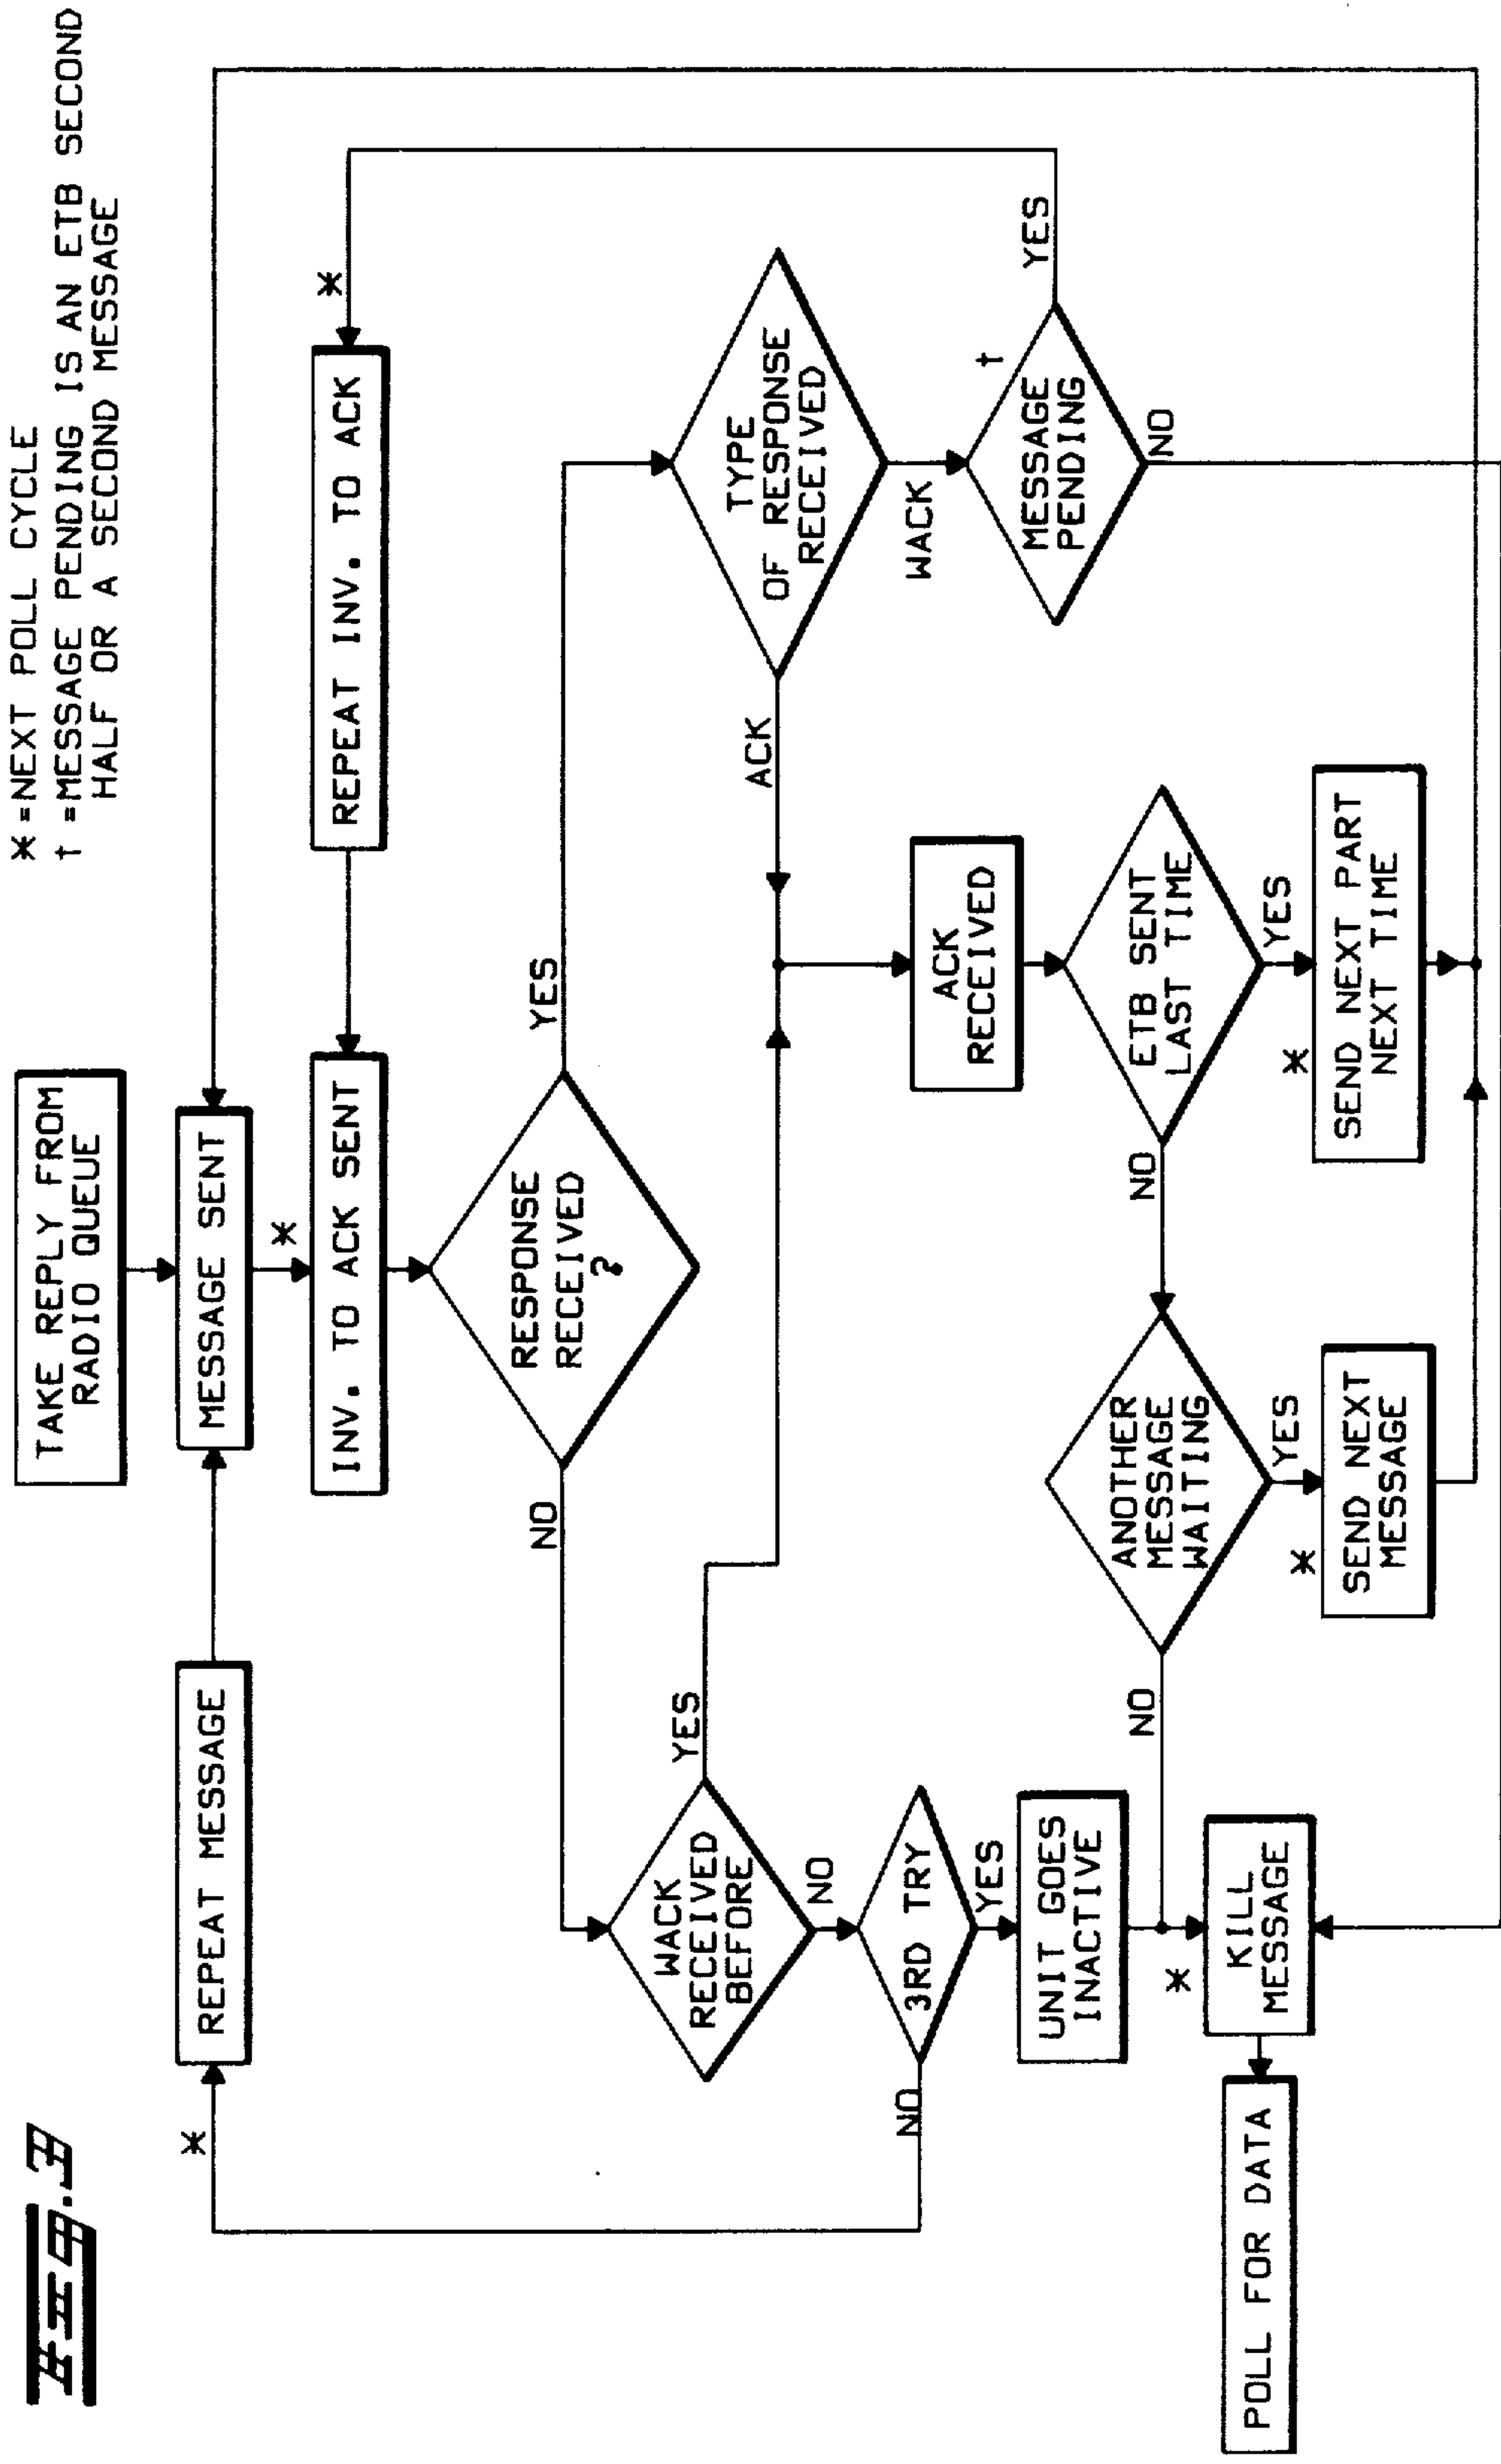 Fig. 3
* = NEXT POLL CYCLE
† = MESSAGE PENDING IS AN ETB SECOND
HALF OR A SECOND MESSAGE
TAKE REPLY FROM
RADIO QUEUE
*
REPEAT MESSAGE
MESSAGE SENT
*
INV. TO ACK SENT
REPEAT INV. TO ACK
*
NO
RESPONSE
RECEIVED
?
YES
WACK
RECEIVED
BEFORE
YES
TYPE
OF RESPONSE
RECEIVED
ACK
NO
WACK
NO
3RD TRY
YES
ACK
RECEIVED
MESSAGE
PENDING
†
YES
NO
UNIT GOES
INACTIVE
NO
ANOTHER
MESSAGE
WAITING
NO
ETB SENT
LAST TIME
*
KILL
MESSAGE
YES
YES
*
SEND NEXT
MESSAGE
*
SEND NEXT PART
NEXT TIME
POLL FOR DATA